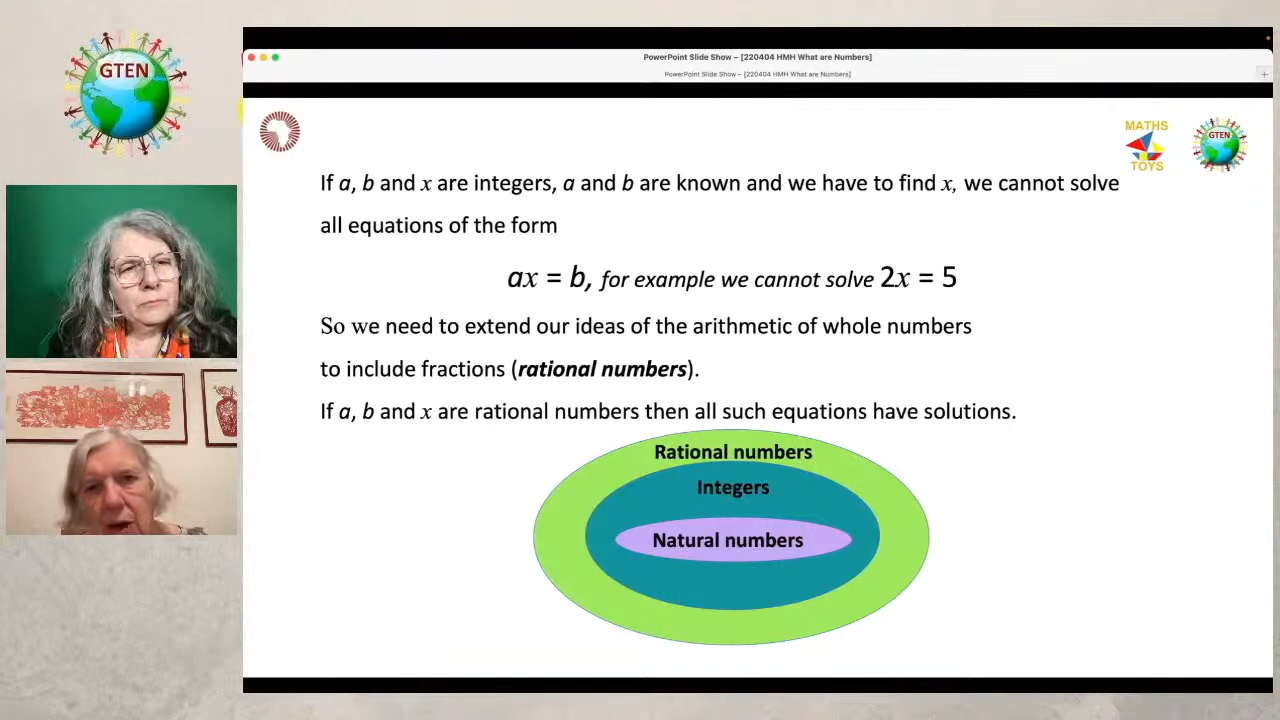 GTEN
PowerPoint Slide Show – [220404 HMH What are Numbers]
PowerPoint Slide Show – [220404 HMH What are Numbers]
MATHS
TOYS
GTEN
If a, b and x are integers, a and b are known and we have to find x, we cannot solve
all equations of the form
ax = b, for example we cannot solve 2x = 5
So we need to extend our ideas of the arithmetic of whole numbers
to include fractions (rational numbers).
If a, b and x are rational numbers then all such equations have solutions.
Rational numbers
Integers
Natural numbers